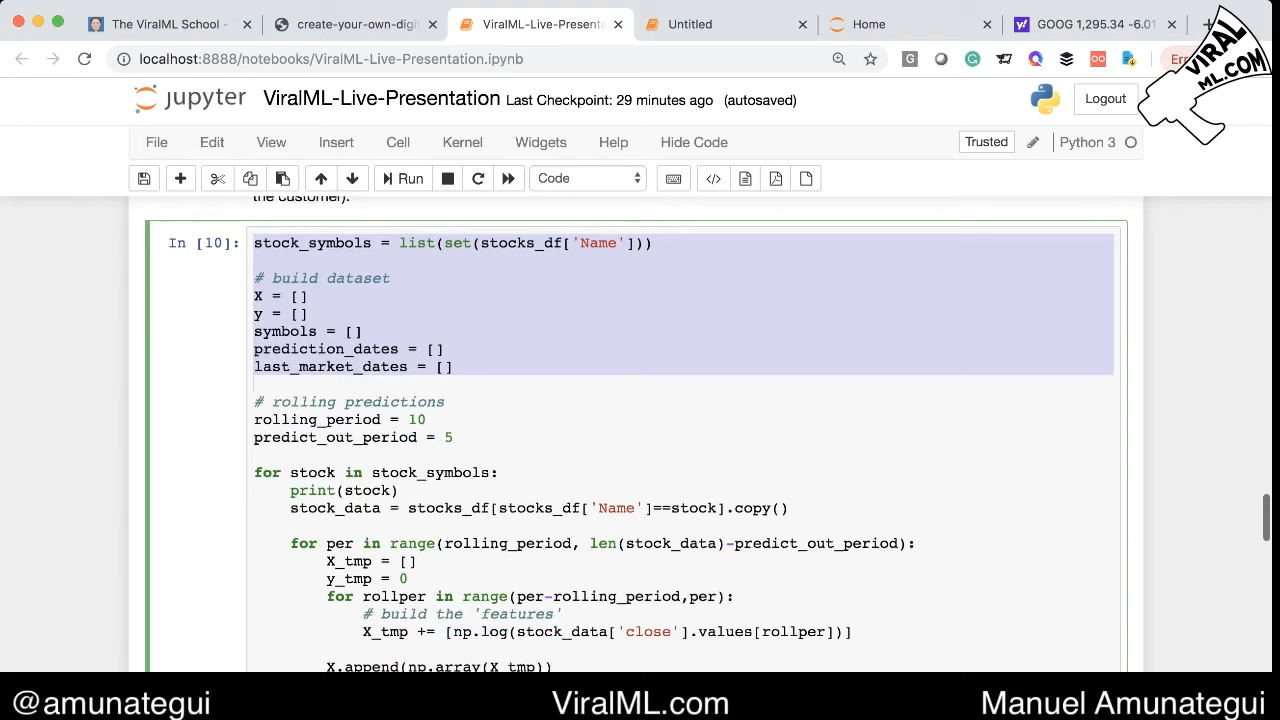 The ViralML School -
create-your-own-digi
ViralML-Live-Presenta
Untitled
Home
GOOG 1,295.34 -6.01
localhost:8888/notebooks/ViralML-Live-Presentation.ipynb
Err
VIRAL
ML.COM
jupyter
ViralML-Live-Presentation Last Checkpoint: 29 minutes ago (autosaved)
Logout
File Edit View Insert Cell Kernel Widgets Help Hide Code
Trusted
Python 3
Run
Code
the customer).
In [10]:
stock_symbols = list(set(stocks_df['Name']))
# build dataset
X = []
y = []
symbols = []
prediction_dates = []
last_market_dates = []
# rolling predictions
rolling_period = 10
predict_out_period = 5
for stock in stock_symbols:
print(stock)
stock_data = stocks_df[stocks_df['Name']==stock].copy()
for per in range(rolling_period, len(stock_data)-predict_out_period):
X_tmp = []
y_tmp = 0
for rollper in range(per-rolling_period,per):
# build the 'features'
X_tmp += [np.log(stock_data['close'].values[rollper])]
X.append(np.array(X_tmp))
@amunategui
ViralML.com
Manuel Amunategui